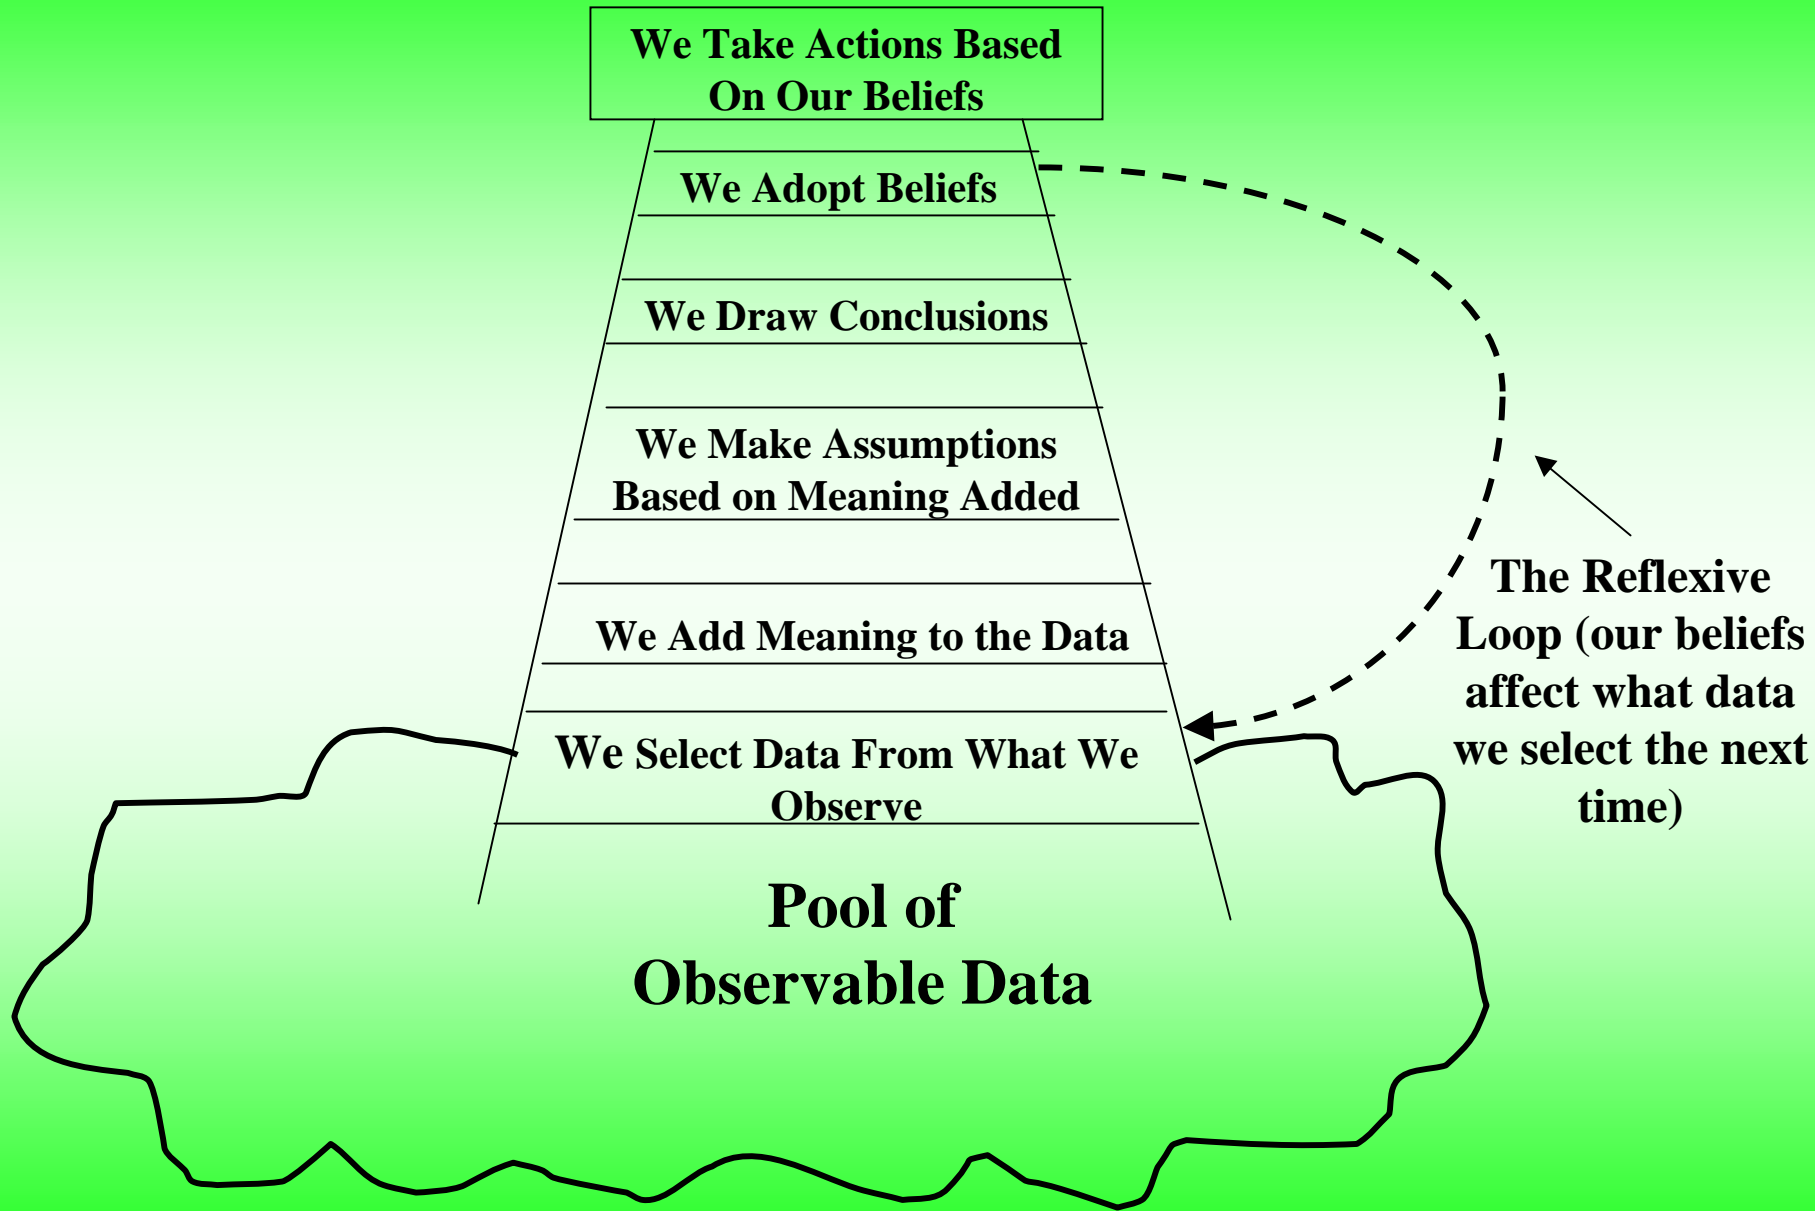 We Take Actions Based
On Our Beliefs
We Adopt Beliefs
We Draw Conclusions
We Make Assumptions
Based on Meaning Added
We Add Meaning to the Data
We Select Data From What We
Observe
The Reflexive
Loop (our beliefs
affect what data
we select the next
time)
Pool of
Observable Data